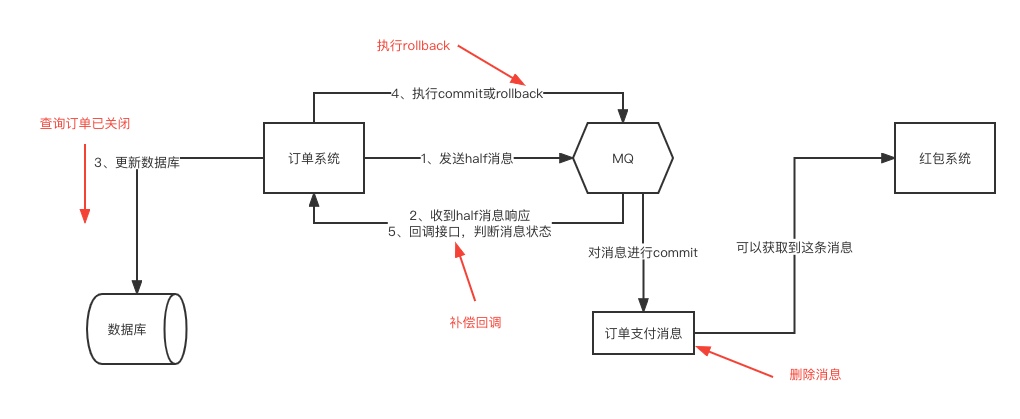 执行rollback
4、执行commit或rollback
查询订单已关闭
3、更新数据库
订单系统
1、发送half消息
MQ
红包系统
2、收到half消息响应
5、回调接口，判断消息状态
对消息进行commit
可以获取到这条消息
补偿回调
数据库
订单支付消息
删除消息